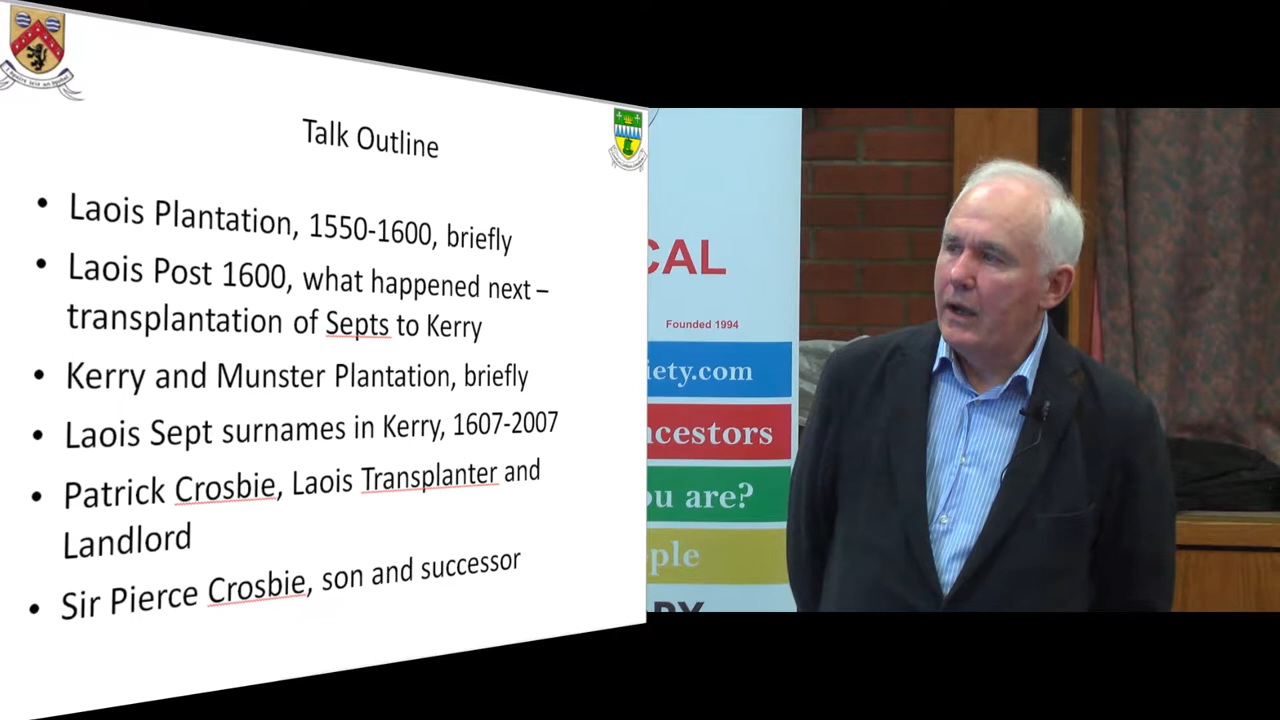 Talk Outline
• Laois Plantation, 1550-1600, briefly
• Laois Post 1600, what happened next –
transplantation of Septs to Kerry
• Kerry and Munster Plantation, briefly
• Laois Sept surnames in Kerry, 1607-2007
• Patrick Crosbie, Laois Transplanter and
Landlord
• Sir Pierce Crosbie, son and successor
CAL
Founded 1994
iety.com
ncestors
ou are?
ple